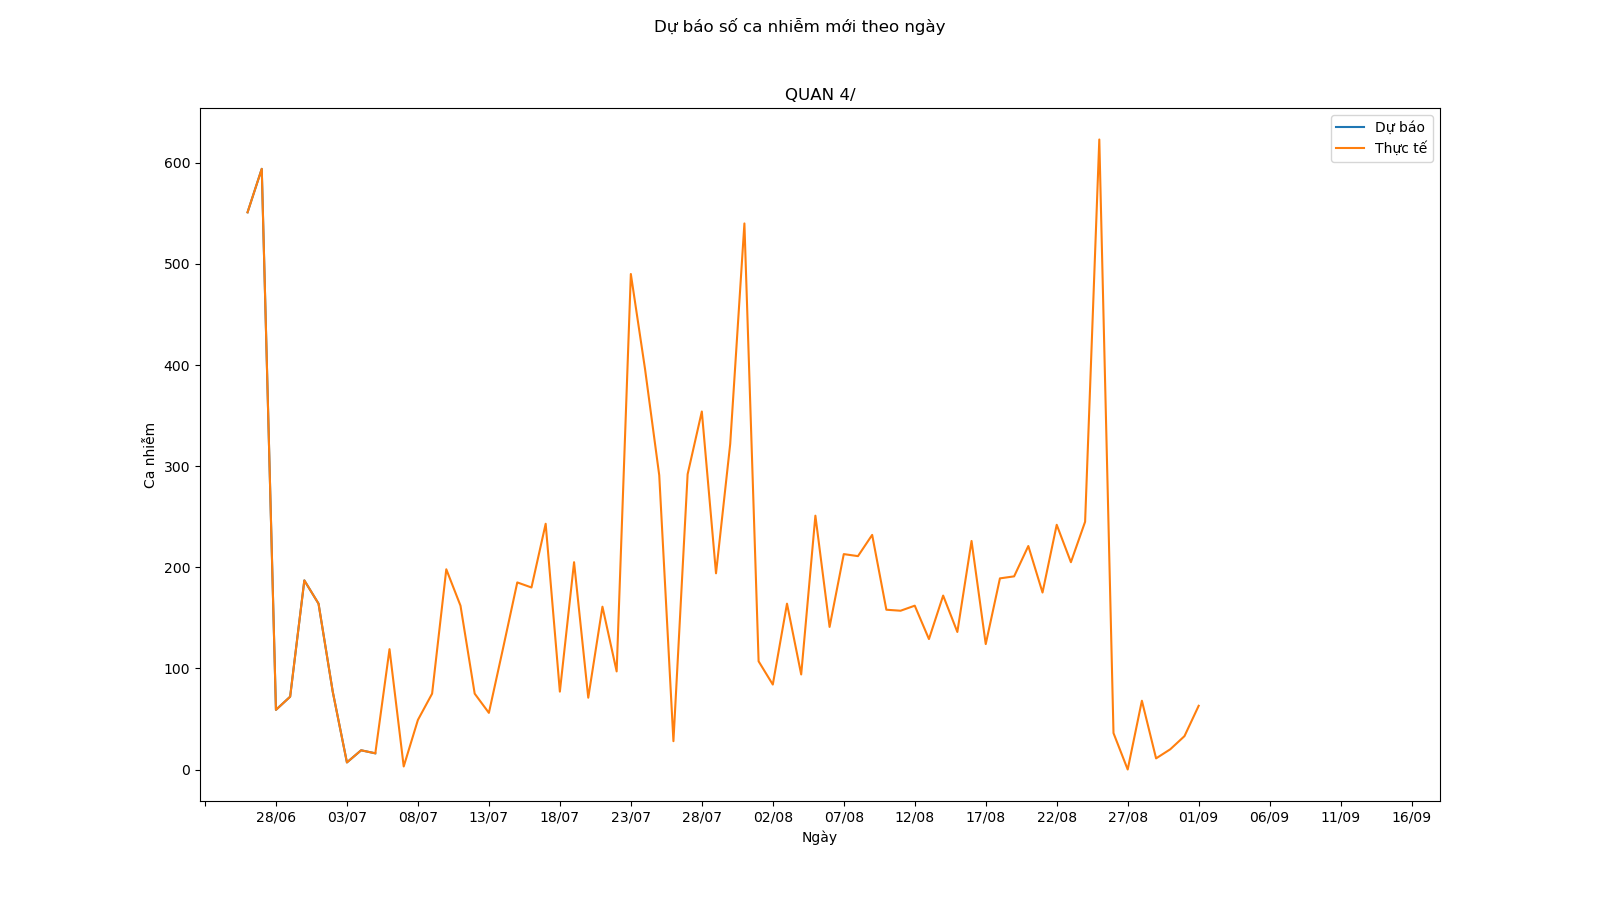 Dự báo số ca nhiễm mới theo ngày
QUAN 4/
Dự báo
Thực tế
600
500
400
300
200
100
0
Ca nhiễm
28/06 03/07 08/07 13/07 18/07 23/07 28/07 02/08 07/08 12/08 17/08 22/08 27/08 01/09 06/09 11/09 16/09
Ngày